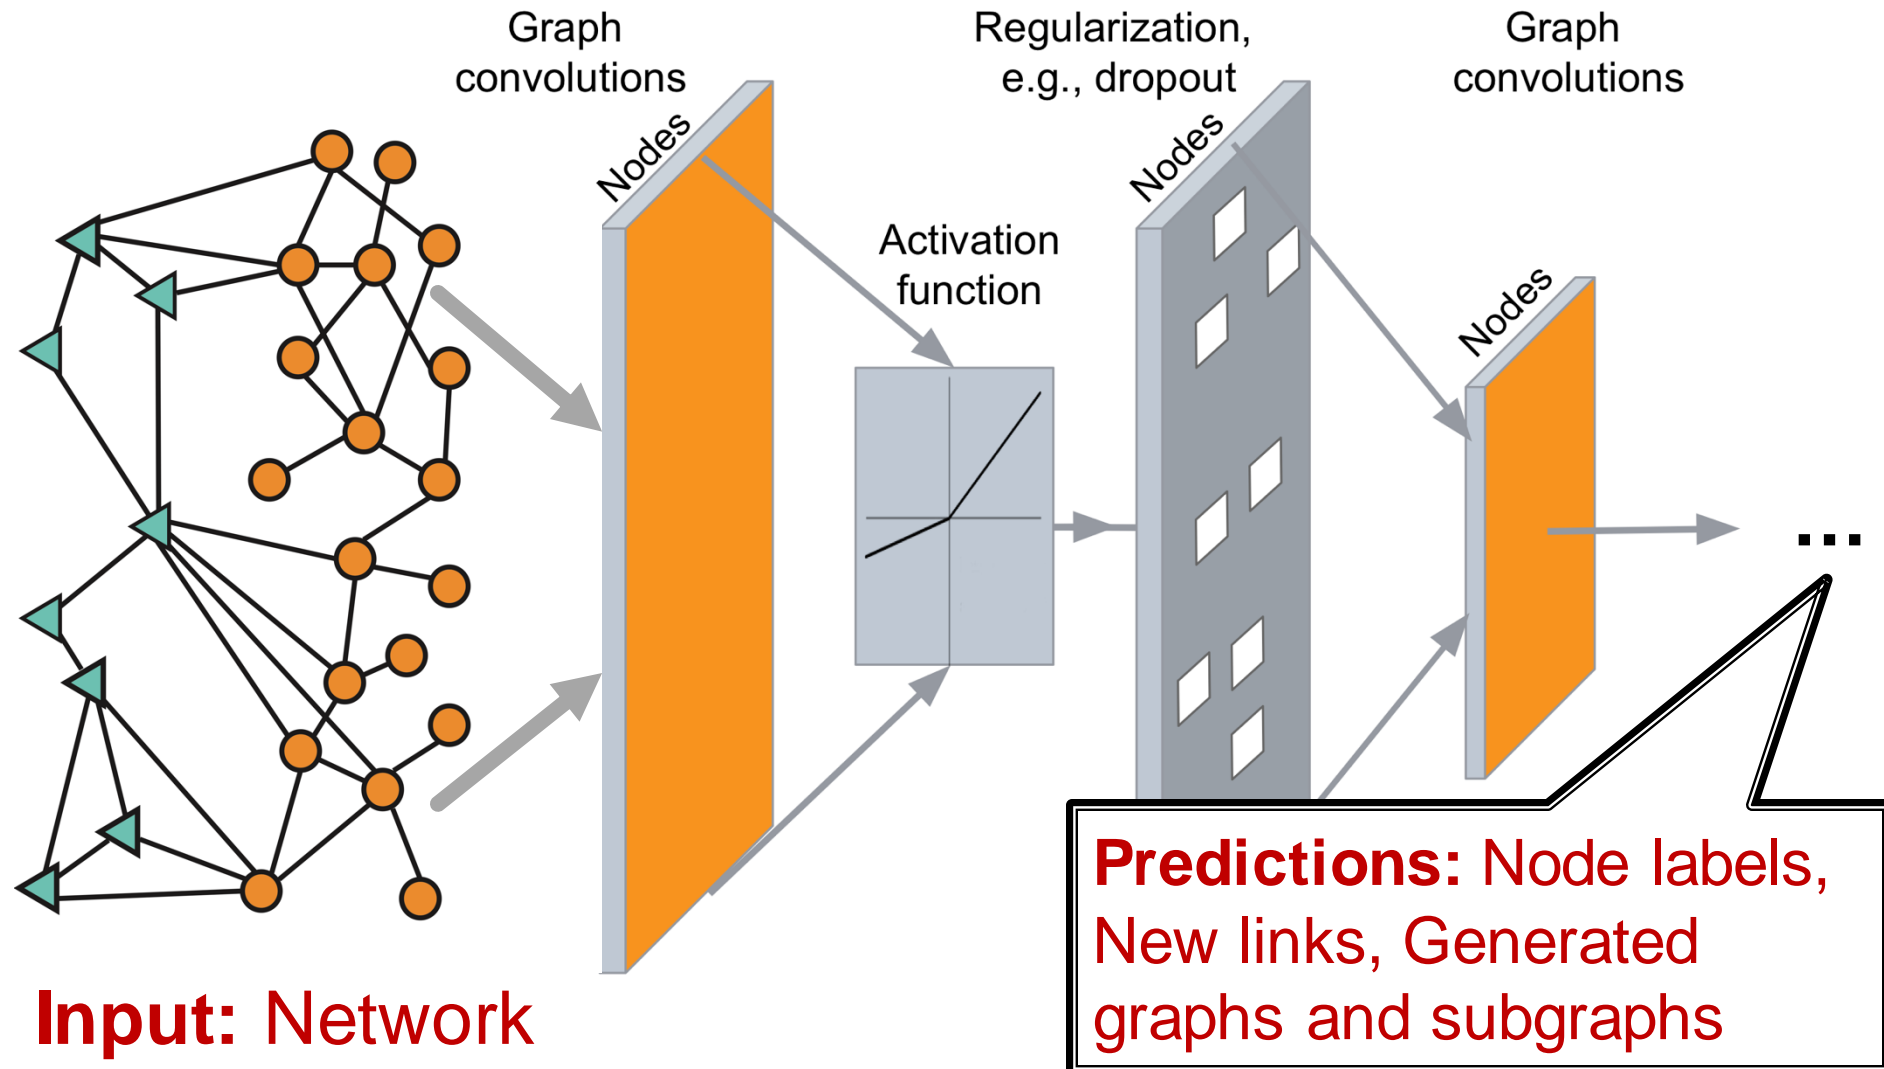 Graph
convolutions
Regularization,
e.g., dropout
Graph
convolutions
Nodes
Nodes
Activation
function
Nodes
...
Predictions: Node labels,
New links, Generated
graphs and subgraphs
Input: Network